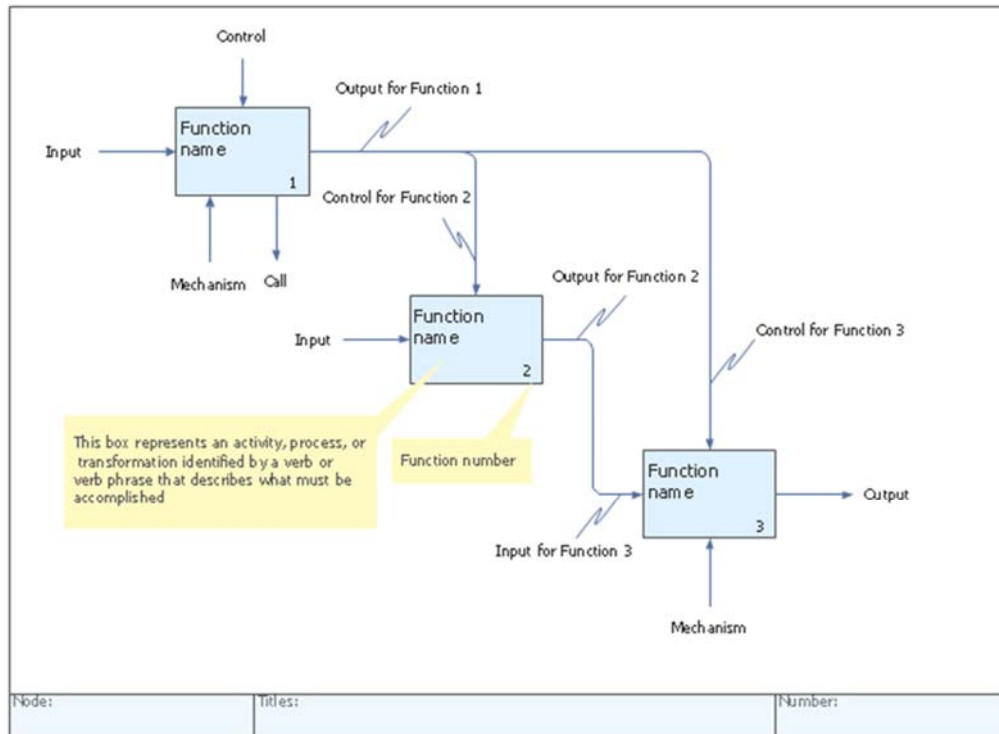 Control
Output for Function 1
Function
name
1
Input
Control for Function 2
Mechanism
Call
Output for Function 2
Function
name
2
Input
Control for Function 3
This box represents an activity, process, or
transformation identified by a verb or
verb phrase that describes what must be
accomplished
Function number
Function
name
3
Output
Input for Function 3
Mechanism
Node:
Titles:
Number: